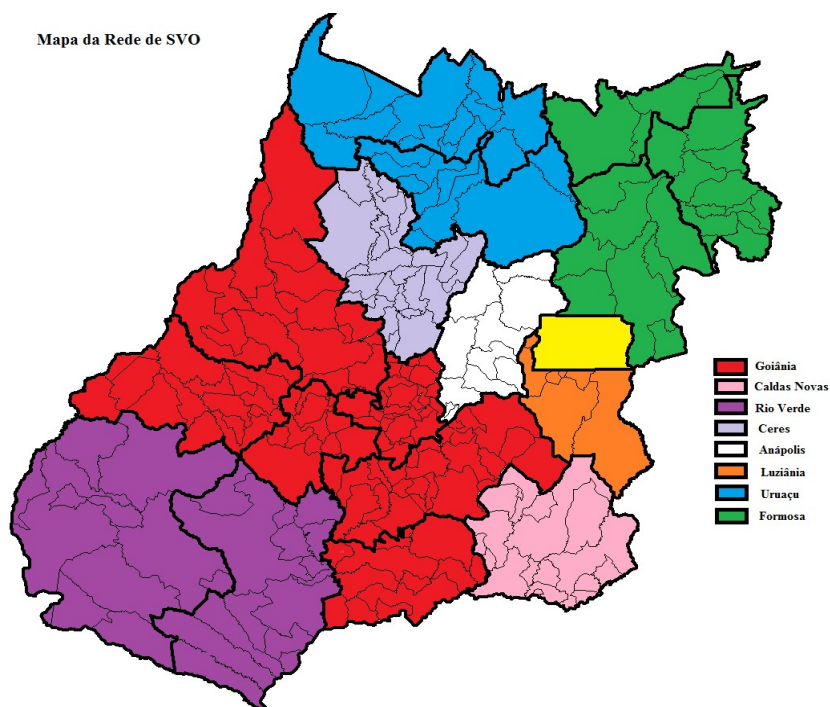 Mapa da Rede de SVO
Goiânia
Caldas Novas
Rio Verde
Ceres
Anápolis
Luziânia
Uruaçu
Formosa